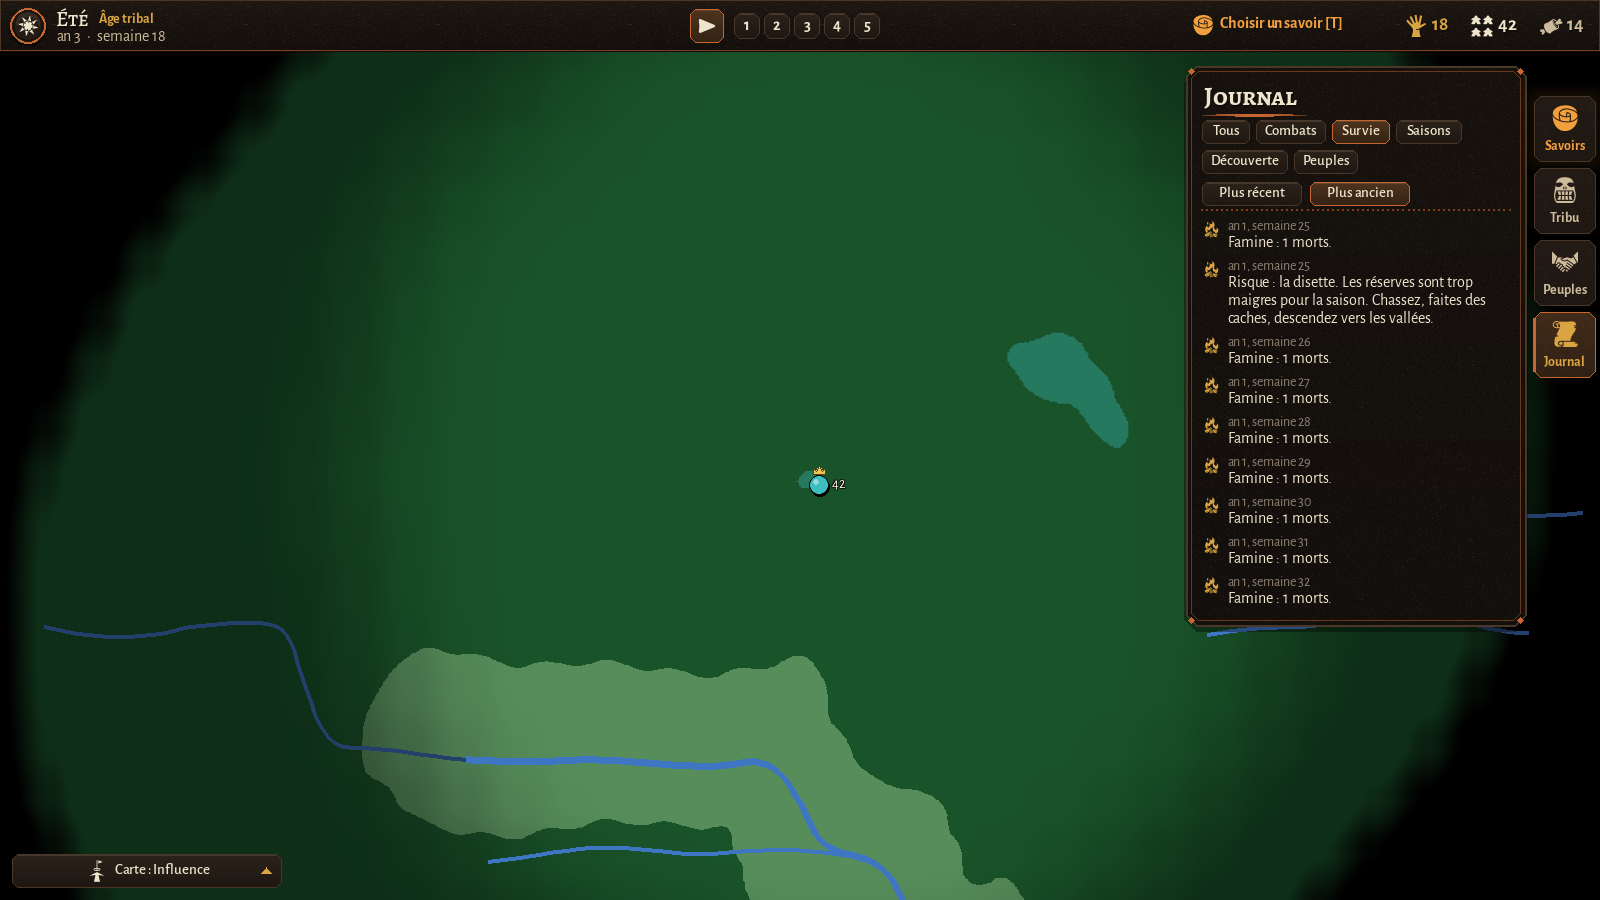 ÉTÉ Âge tribal
an 3 · semaine 18
1 2 3 4 5
Choisir un savoir [T]
18 42 14
JOURNAL
Tous Combats Survie Saisons
Découverte Peuples
Plus récent Plus ancien
an 1, semaine 25
Famine : 1 morts.
an 1, semaine 25
Risque : la disette. Les réserves sont trop
maigres pour la saison. Chassez, faites des
caches, descendez vers les vallées.
an 1, semaine 26
Famine : 1 morts.
an 1, semaine 27
Famine : 1 morts.
an 1, semaine 28
Famine : 1 morts.
an 1, semaine 29
Famine : 1 morts.
an 1, semaine 30
Famine : 1 morts.
an 1, semaine 31
Famine : 1 morts.
an 1, semaine 32
Famine : 1 morts.
Savoirs
Tribu
Peuples
Journal
42
Carte : Influence